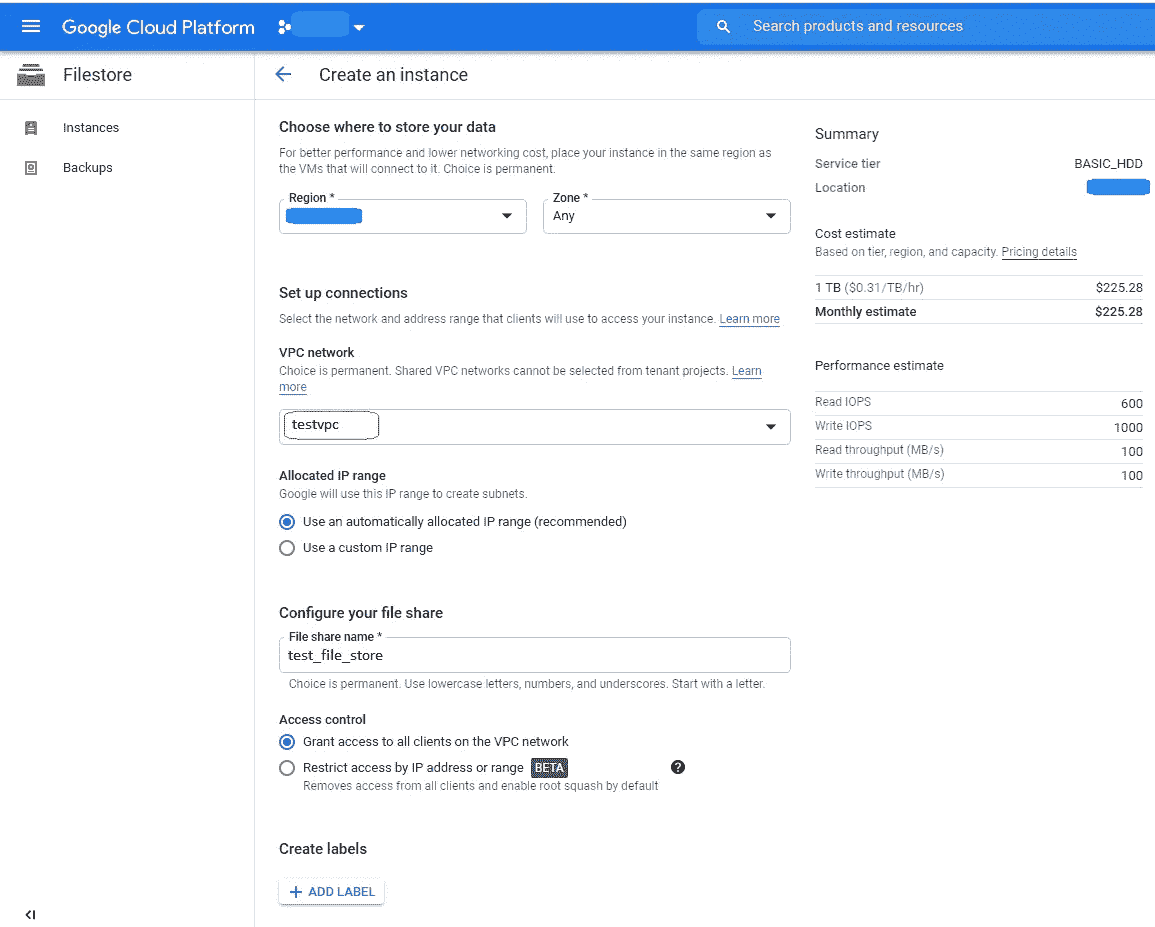 Google Cloud Platform
Search products and resources
Filestore
Create an instance
Instances
Backups
Choose where to store your data
For better performance and lower networking cost, place your instance in the same region as
the VMs that will connect to it. Choice is permanent.
Region *
Zone *
Any
Set up connections
Select the network and address range that clients will use to access your instance. Learn more
VPC network
Choice is permanent. Shared VPC networks cannot be selected from tenant projects. Learn
more
testvpc
Allocated IP range
Google will use this IP range to create subnets.
Use an automatically allocated IP range (recommended)
Use a custom IP range
Configure your file share
File share name *
test_file_store
Choice is permanent. Use lowercase letters, numbers, and underscores. Start with a letter.
Access control
Grant access to all clients on the VPC network
Restrict access by IP address or range BETA
?
Removes access from all clients and enable root squash by default
Create labels
+ ADD LABEL
Summary
Service tier BASIC_HDD
Location
Cost estimate
Based on tier, region, and capacity. Pricing details
1 TB ($0.31/TB/hr) $225.28
Monthly estimate $225.28
Performance estimate
Read IOPS 600
Write IOPS 1000
Read throughput (MB/s) 100
Write throughput (MB/s) 100